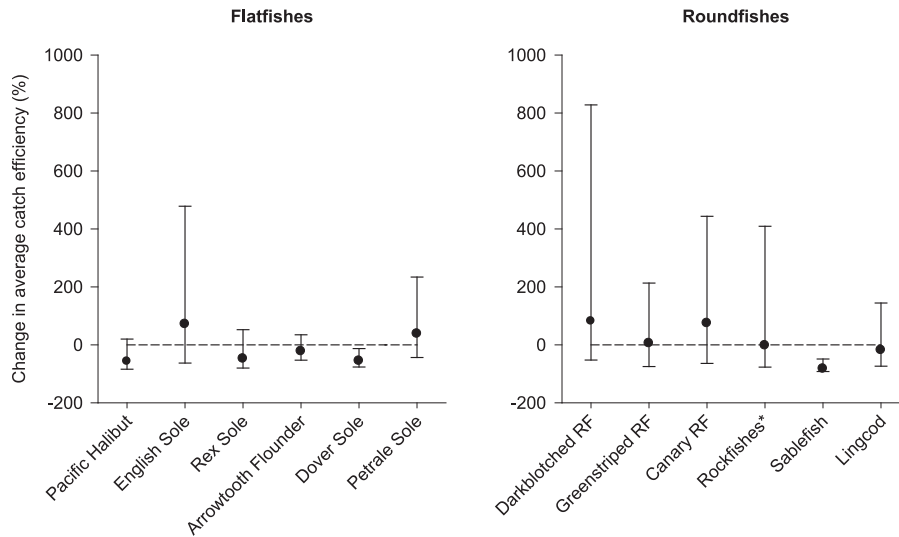 Flatfishes
Roundfishes
Change in average catch efficiency (%)
1000
800
600
400
200
0
-200
Pacific Halibut
English Sole
Rex Sole
Arrowtooth Flounder
Dover Sole
Petrale Sole
1000
800
600
400
200
0
-200
Darkblotched RF
Greenstriped RF
Canary RF
Rockfishes*
Sablefish
Lingcod